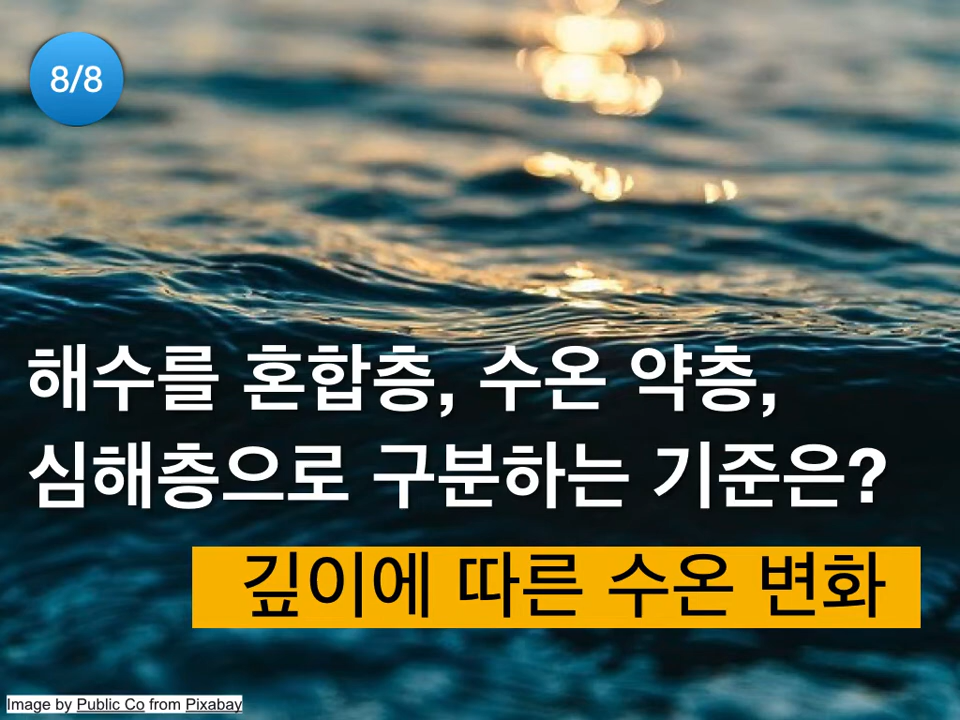 8/8
해수를 혼합층, 수온 약층,
심해층으로 구분하는 기준은?
깊이에 따른 수온 변화
Image by Public Co from Pixabay